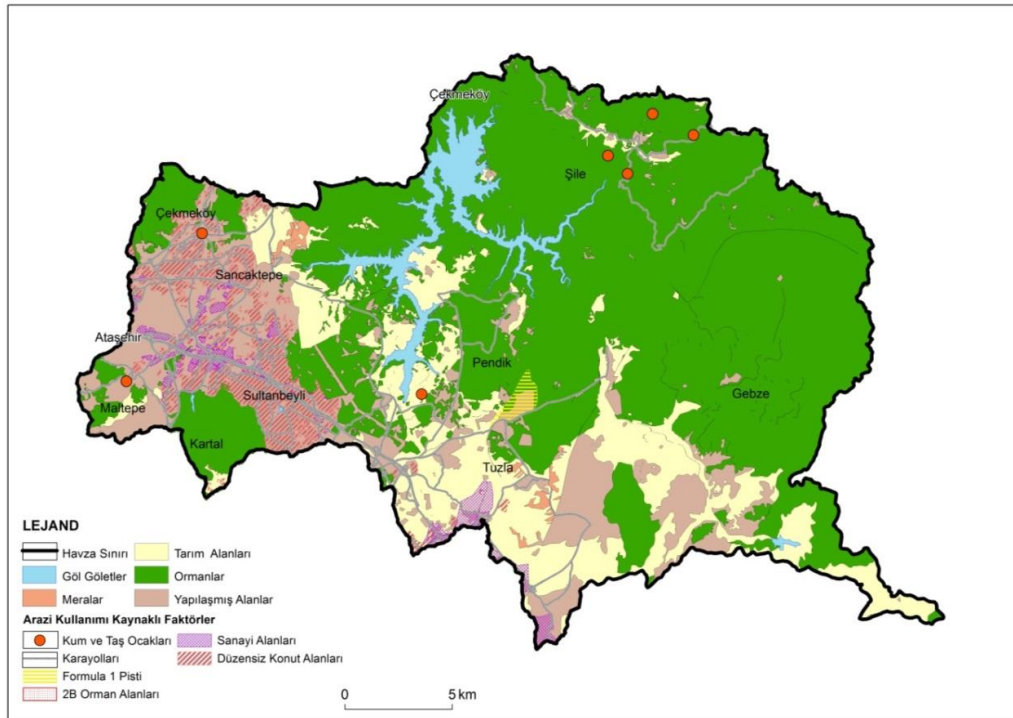 Çekmeköy
Şile
Çekmeköy
Sancaktepe
Ataşehir
Pendik
Gebze
Sultanbeyli
Maltepe
Kartal
Tuzla
LEJAND
Havza Sınırı
Tarım Alanları
Göl Göletler
Ormanlar
Meralar
Yapılaşmış Alanlar
Arazi Kullanımı Kaynaklı Faktörler
Kum ve Taş Ocakları
Sanayi Alanları
Karayolları
Düzensiz Konut Alanları
Formula 1 Pisti
2B Orman Alanları
0 5 km